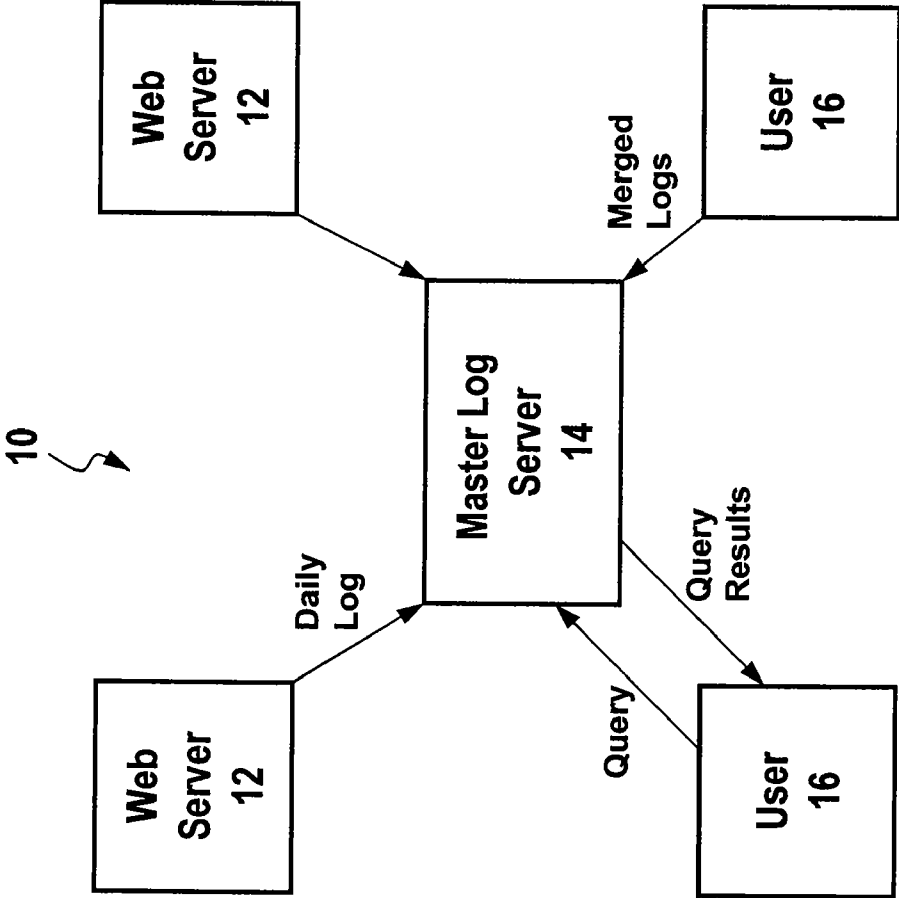 10
Web
Server
12
Daily
Log
Web
Server
12
Master Log
Server
14
Query
Query
Results
Merged
Logs
User
16
User
16